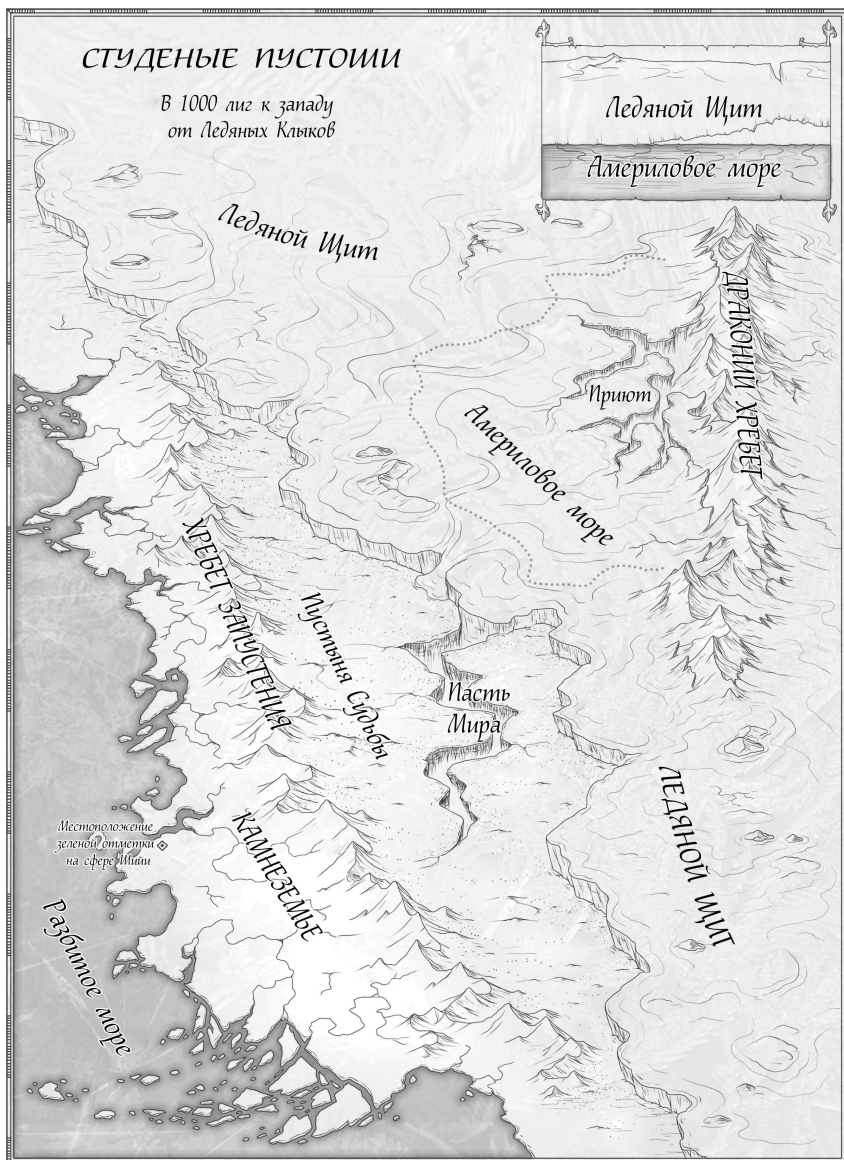 СТУДЕНЫЕ ПУСТОШИ
В 1000 лиг к западу
от Ледяных Клыков
Ледяной Щит
Америловое море
Ледяной Щит
ДРАКОНИЙ ХРЕБЕТ
Приют
Америловое море
ХРЕБЕТ ЗАПУСТЕНИЯ
Пустыня Судьбы
Пасть
Мира
ЛЕДЯНОЙ ЩИТ
КАМНЕЗЕМЬЕ
Местоположение
зеленой отметки
на сфере Шийи
Разбитое море